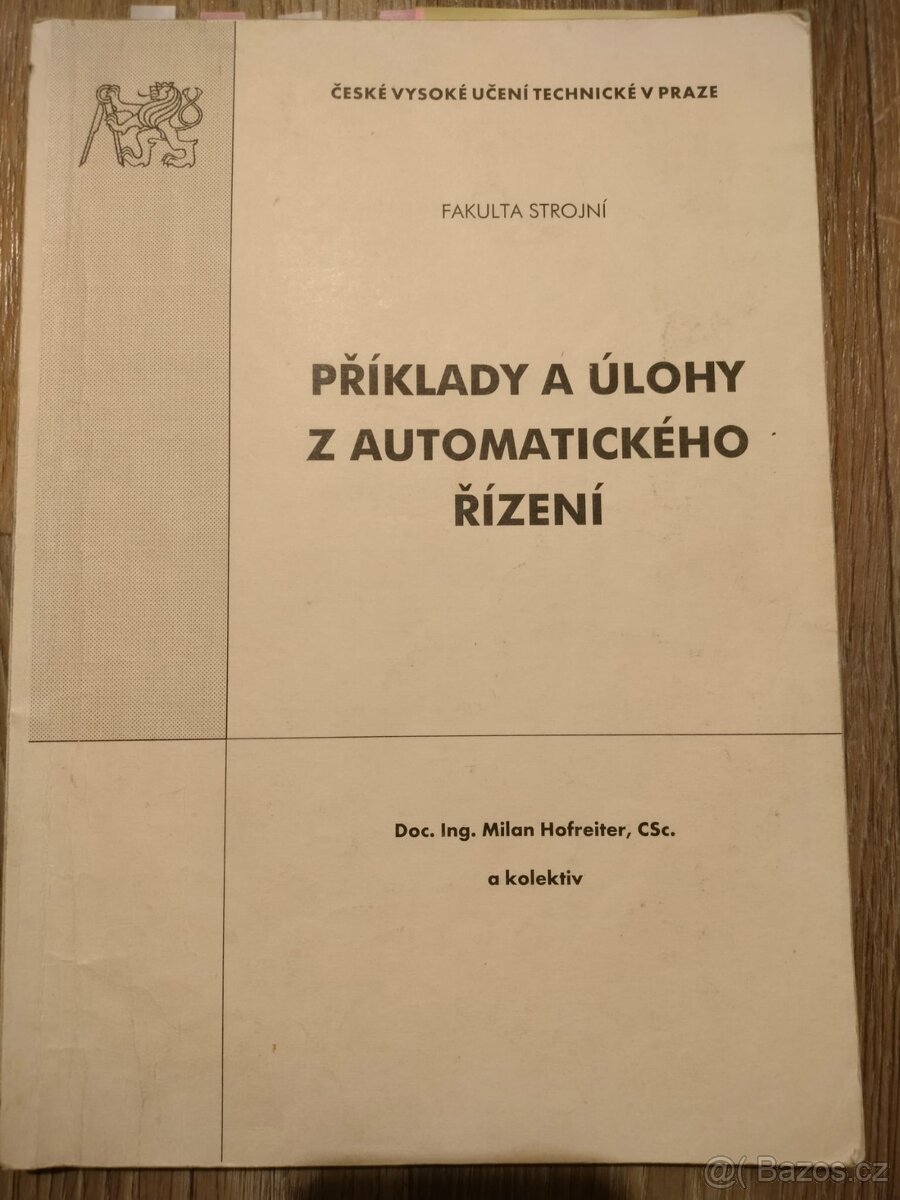 ČESKÉ VYSOKÉ UČENÍ TECHNICKÉ V PRAZE
FAKULTA STROJNÍ
PŘÍKLADY A ÚLOHY
Z AUTOMATICKÉHO
ŘÍZENÍ
Doc. Ing. Milan Hofreiter, CSc.
a kolektiv
@( Bazos.cz